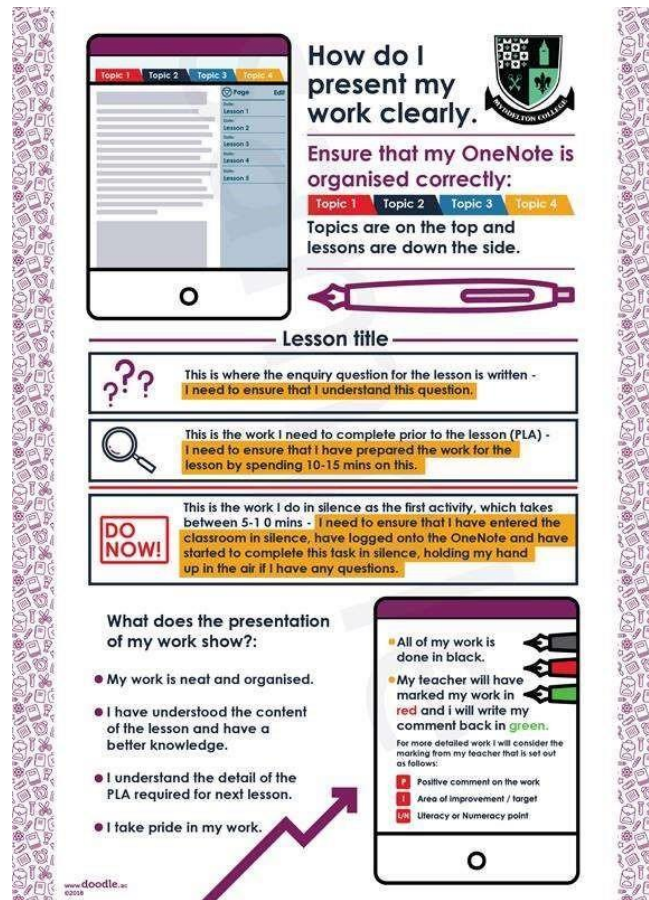 Topic 1 Topic 2 Topic 3 Topic 4
Page Edit
Lesson 1
Lesson 2
Lesson 3
Lesson 4
Lesson 5
How do I
present my
work clearly.
MYDDELTON COLLEGE
Ensure that my OneNote is
organised correctly:
Topic 1 Topic 2 Topic 3 Topic 4
Topics are on the top and
lessons are down the side.
Lesson title
???
This is where the enquiry question for the lesson is written -
I need to ensure that I understand this question.
This is the work I need to complete prior to the lesson (PLA) -
I need to ensure that I have prepared the work for the
lesson by spending 10-15 mins on this.
DO
NOW!
This is the work I do in silence as the first activity, which takes
between 5-1 0 mins - I need to ensure that I have entered the
classroom in silence, have logged onto the OneNote and have
started to complete this task in silence, holding my hand
up in the air if I have any questions.
What does the presentation
of my work show?:
My work is neat and organised.
I have understood the content
of the lesson and have a
better knowledge.
I understand the detail of the
PLA required for next lesson.
I take pride in my work.
All of my work is
done in black.
My teacher will have
marked my work in
red and i will write my
comment back in green.
For more detailed work I will consider the
marking from my teacher that is set out
as follows:
P Positive comment on the work
I Area of improvement / target
L/N Literacy or Numeracy point
www.doodle.ac
©2018